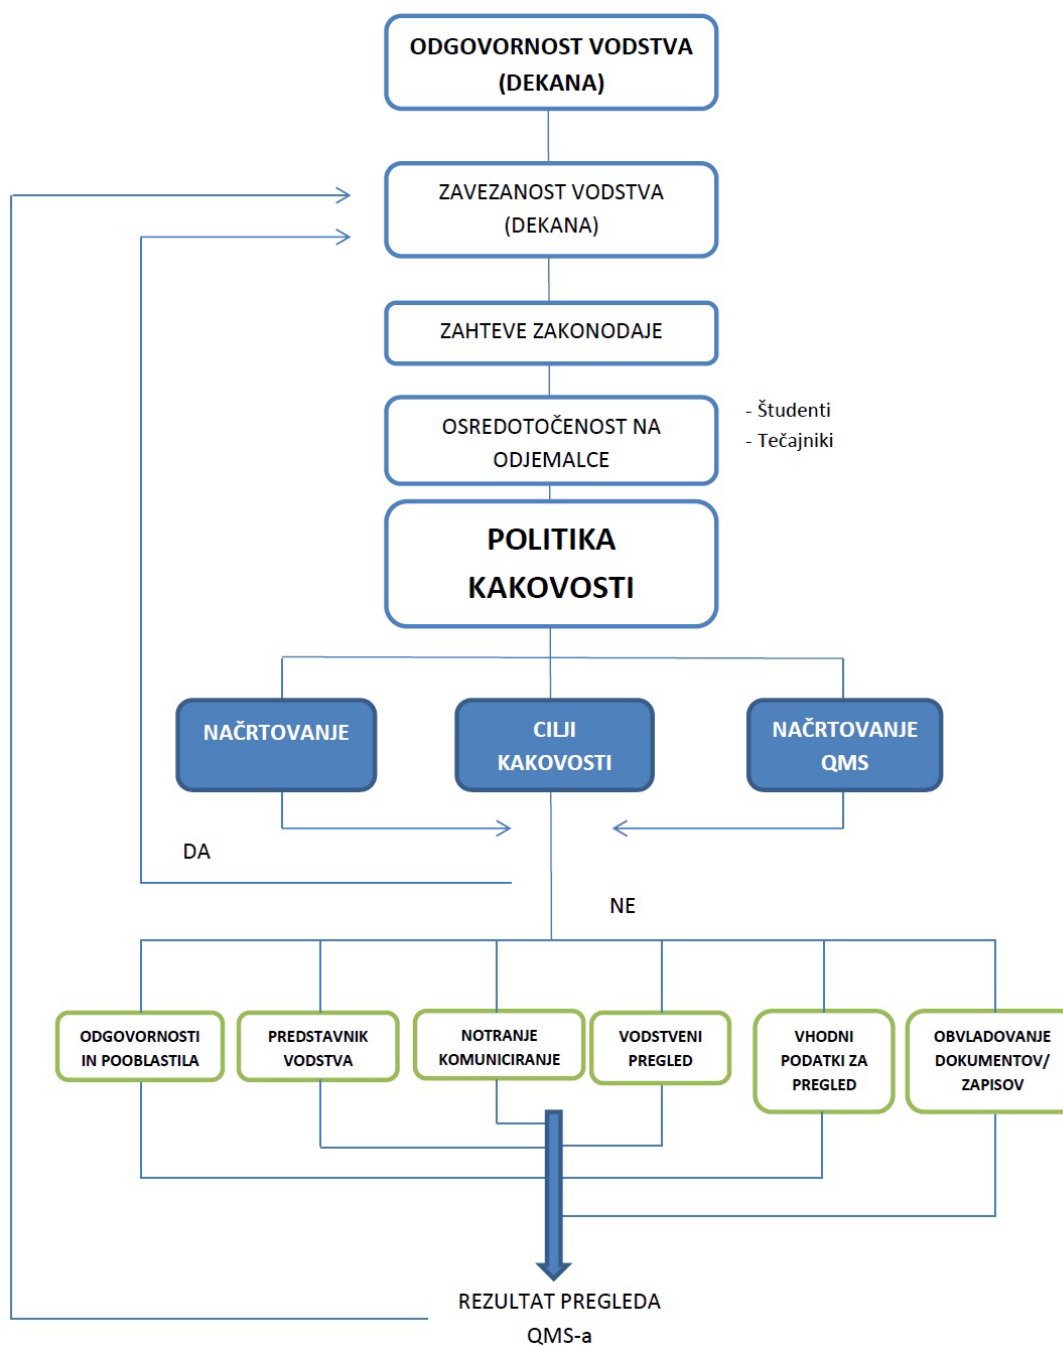 ODGOVORNOST VODSTVA
(DEKANA)
ZAVEZANOST VODSTVA
(DEKANA)
ZAHTEVE ZAKONODAJE
OSREDOTOČENOST NA
ODJEMALCE
- Študenti
- Tečajniki
POLITIKA
KAKOVOSTI
NAČRTOVANJE
CILJI
KAKOVOSTI
NAČRTOVANJE
QMS
DA
NE
ODGOVORNOSTI
IN POOBLASTILA
PREDSTAVNIK
VODSTVA
NOTRANJE
KOMUNICIRANJE
VODSTVENI
PREGLED
VHODNI
PODATKI ZA
PREGLED
OBVLADOVANJE
DOKUMENTOV/
ZAPISOV
REZULTAT PREGLEDA
QMS-a